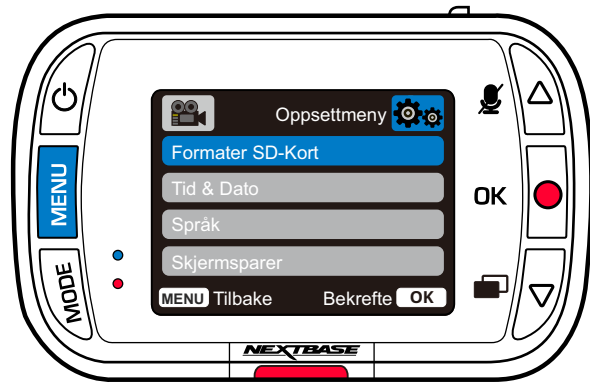 Oppsettmeny
Formater SD-Kort
Tid & Dato
Språk
Skjermsparer
MENU Tilbake Bekrefte OK
MENU
MODE
OK
NEXTBASE